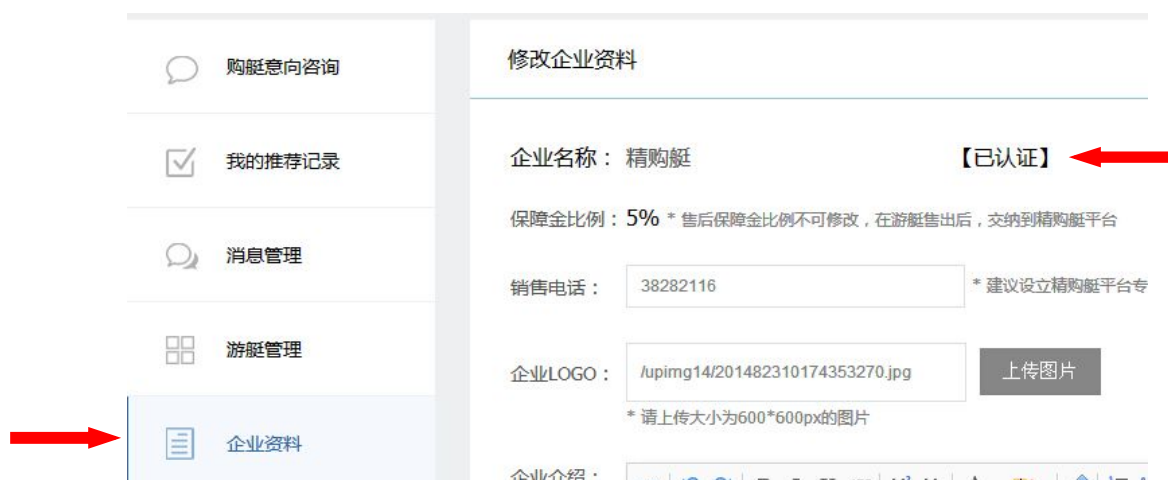 购艇意向咨询
我的推荐记录
消息管理
游艇管理
企业资料
修改企业资料
企业名称： 精购艇 【已认证】
保障金比例：5% * 售后保障金比例不可修改，在游艇售出后，交纳到精购艇平台
销售电话： 38282116 * 建议设立精购艇平台专
企业LOGO： /upimg14/201482310174353270.jpg 上传图片
* 请上传大小为600*600px的图片
企业介绍：